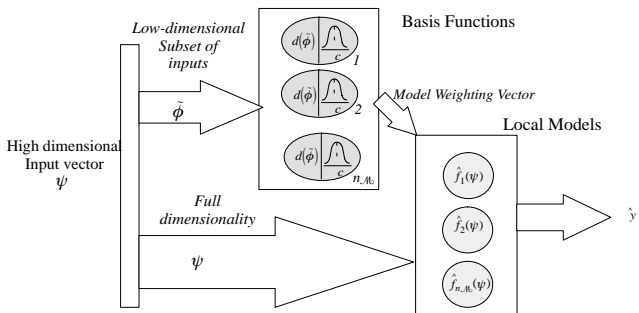 Low-dimensional
Subset of
inputs
Basis Functions
d(φ̃) c 1
d(φ̃) c 2
d(φ̃) c n_ℳ
φ̃
Model Weighting Vector
Local Models
High dimensional
Input vector
ψ
Full
dimensionality
ψ
f̂₁(ψ)
f̂₂(ψ)
f̂_{n_ℳ}(ψ)
ŷ